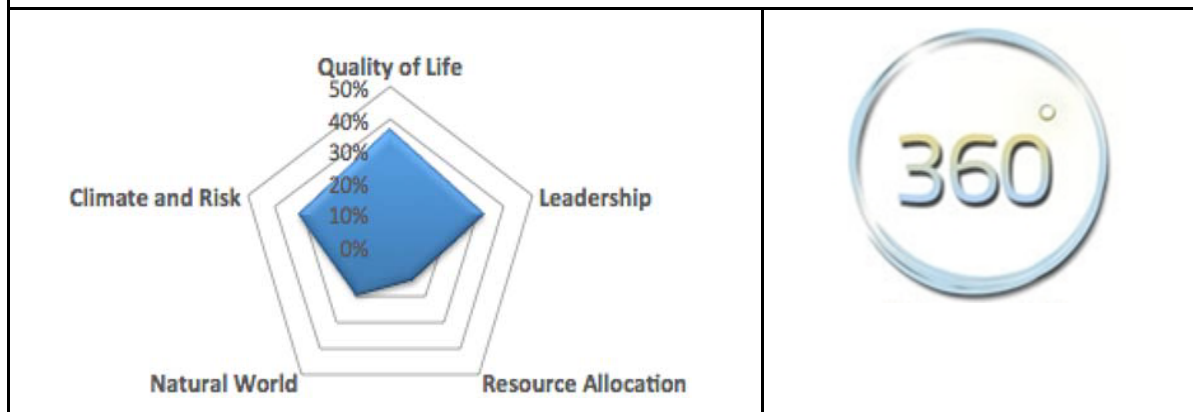 Quality of Life
50%
40%
30%
20%
10%
0%
Climate and Risk
Leadership
Natural World
Resource Allocation
360°